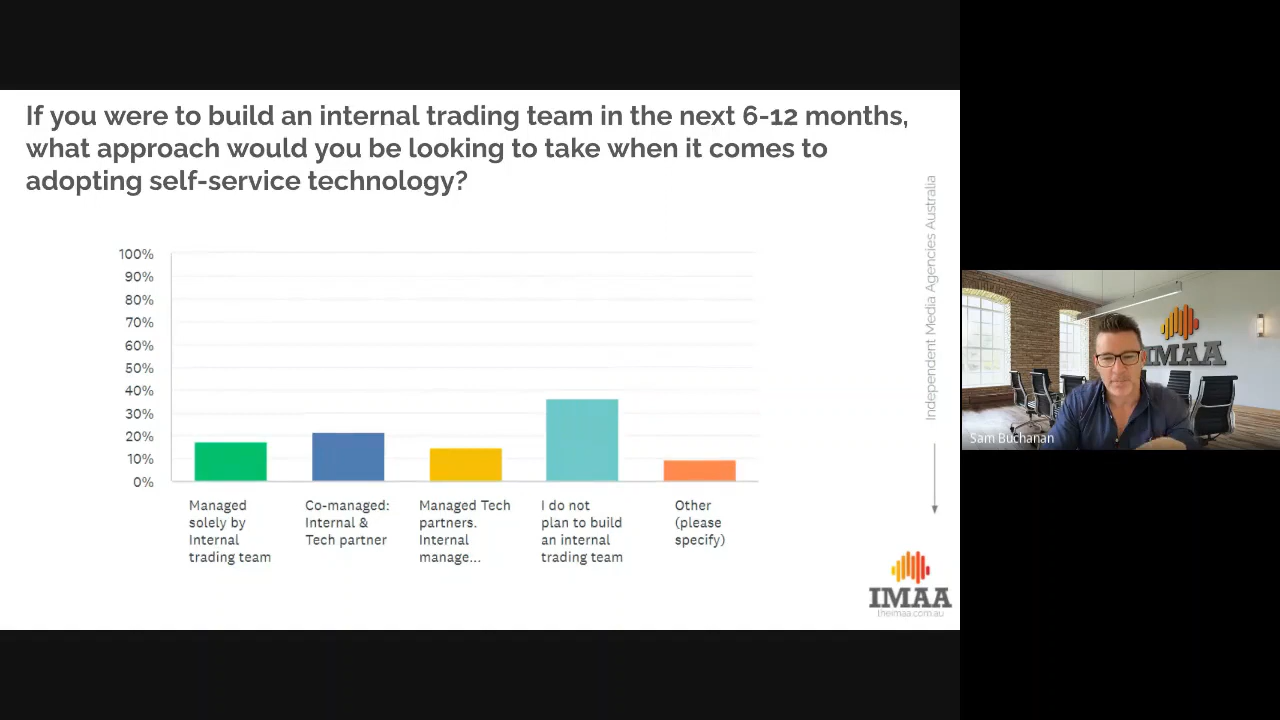 If you were to build an internal trading team in the next 6-12 months,
what approach would you be looking to take when it comes to
adopting self-service technology?
Independent Media Agencies Australia
100%
90%
80%
70%
60%
50%
40%
30%
20%
10%
0%
Managed
solely by
Internal
trading team
Co-managed:
Internal &
Tech partner
Managed Tech
partners.
Internal
manage...
I do not
plan to build
an internal
trading team
Other
(please
specify)
IMAA
theimaa.com.au
IMAA
Sam Buchanan